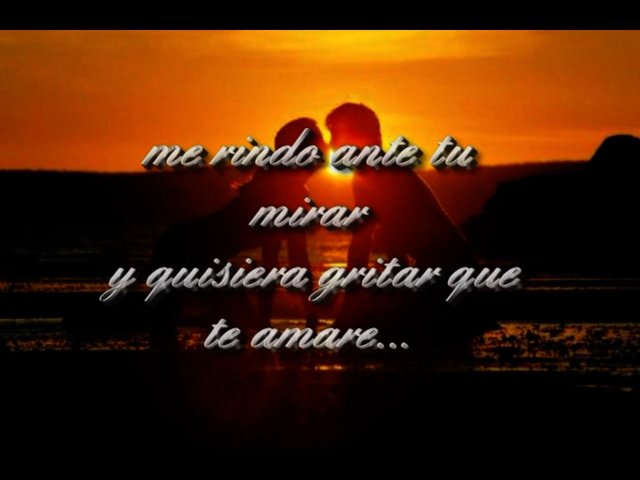 me rindo ante tu
mirar
y quisiera gritar que
te amare...